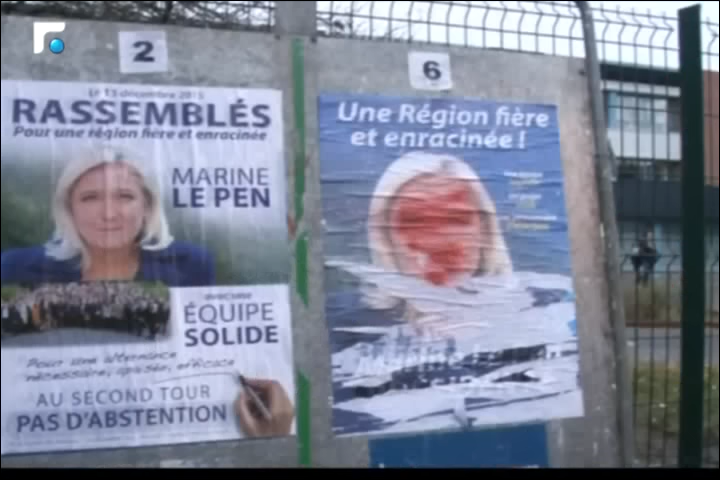 2
Le 13 décembre 2015
RASSEMBLÉS
Pour une région fière et enracinée
MARINE
LE PEN
ÉQUIPE
SOLIDE
Pour une alternance
nécessaire, apaisée, efficace
AU SECOND TOUR
PAS D'ABSTENTION
6
Une Région fière
et enracinée !